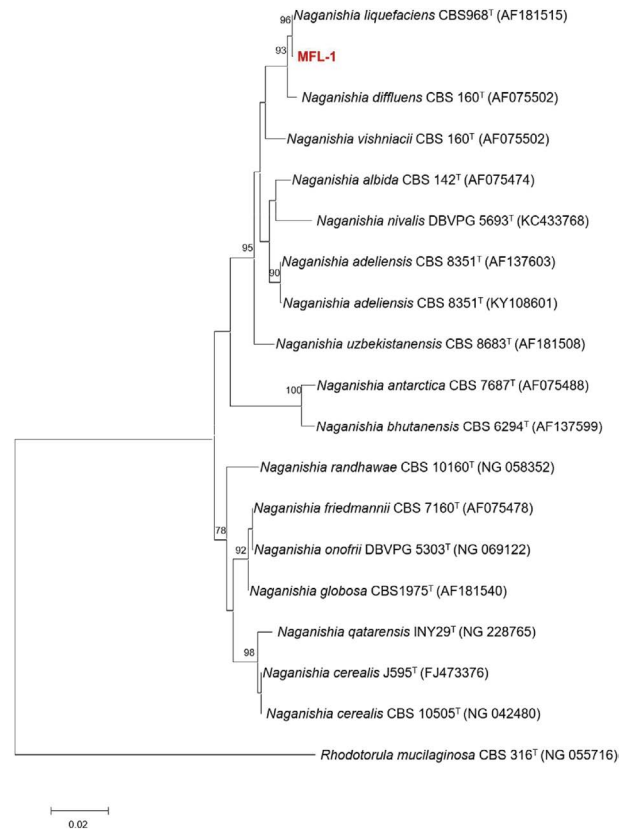 96
Naganishia liquefaciens CBS968ᵀ (AF181515)
93
MFL-1
Naganishia diffluens CBS 160ᵀ (AF075502)
Naganishia vishniacii CBS 160ᵀ (AF075502)
Naganishia albida CBS 142ᵀ (AF075474)
Naganishia nivalis DBVPG 5693ᵀ (KC433768)
95
Naganishia adeliensis CBS 8351ᵀ (AF137603)
90
Naganishia adeliensis CBS 8351ᵀ (KY108601)
Naganishia uzbekistanensis CBS 8683ᵀ (AF181508)
100
Naganishia antarctica CBS 7687ᵀ (AF075488)
Naganishia bhutanensis CBS 6294ᵀ (AF137599)
Naganishia randhawae CBS 10160ᵀ (NG 058352)
Naganishia friedmannii CBS 7160ᵀ (AF075478)
78
92
Naganishia onofrii DBVPG 5303ᵀ (NG 069122)
Naganishia globosa CBS1975ᵀ (AF181540)
Naganishia qatarensis INY29ᵀ (NG 228765)
98
Naganishia cerealis J595ᵀ (FJ473376)
Naganishia cerealis CBS 10505ᵀ (NG 042480)
Rhodotorula mucilaginosa CBS 316ᵀ (NG 055716)
0.02